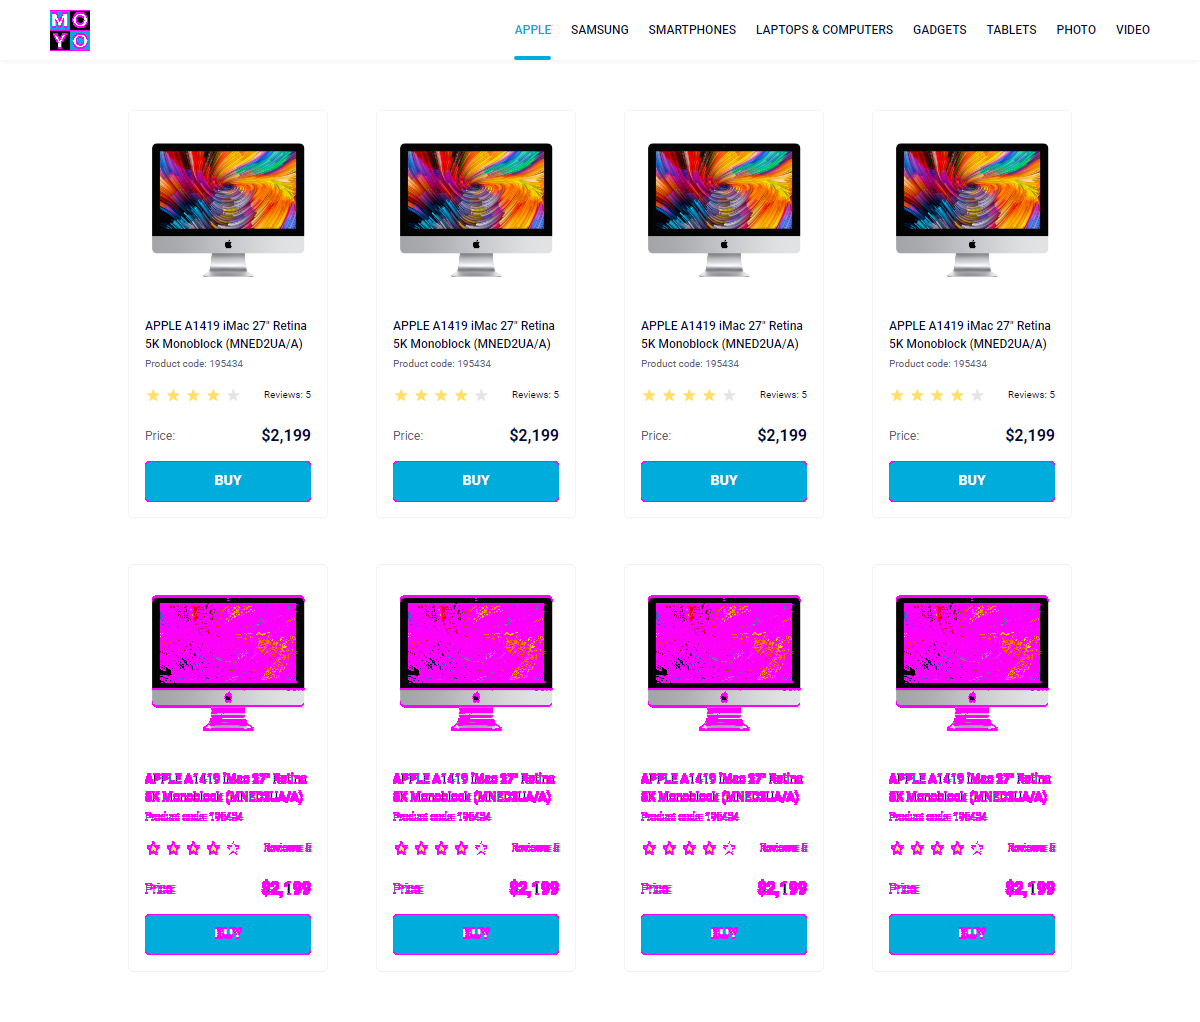 MO
YO
APPLE SAMSUNG SMARTPHONES LAPTOPS & COMPUTERS GADGETS TABLETS PHOTO VIDEO
APPLE A1419 iMac 27" Retina
5K Monoblock (MNED2UA/A)
Product code: 195434
Reviews: 5
Price: $2,199
BUY
APPLE A1419 iMac 27" Retina
5K Monoblock (MNED2UA/A)
Product code: 195434
Reviews: 5
Price: $2,199
BUY
APPLE A1419 iMac 27" Retina
5K Monoblock (MNED2UA/A)
Product code: 195434
Reviews: 5
Price: $2,199
BUY
APPLE A1419 iMac 27" Retina
5K Monoblock (MNED2UA/A)
Product code: 195434
Reviews: 5
Price: $2,199
BUY
APPLE A1419 iMac 27" Retina
5K Monoblock (MNED2UA/A)
Product code: 195434
Reviews: 5
Price: $2,199
BUY
APPLE A1419 iMac 27" Retina
5K Monoblock (MNED2UA/A)
Product code: 195434
Reviews: 5
Price: $2,199
BUY
APPLE A1419 iMac 27" Retina
5K Monoblock (MNED2UA/A)
Product code: 195434
Reviews: 5
Price: $2,199
BUY
APPLE A1419 iMac 27" Retina
5K Monoblock (MNED2UA/A)
Product code: 195434
Reviews: 5
Price: $2,199
BUY